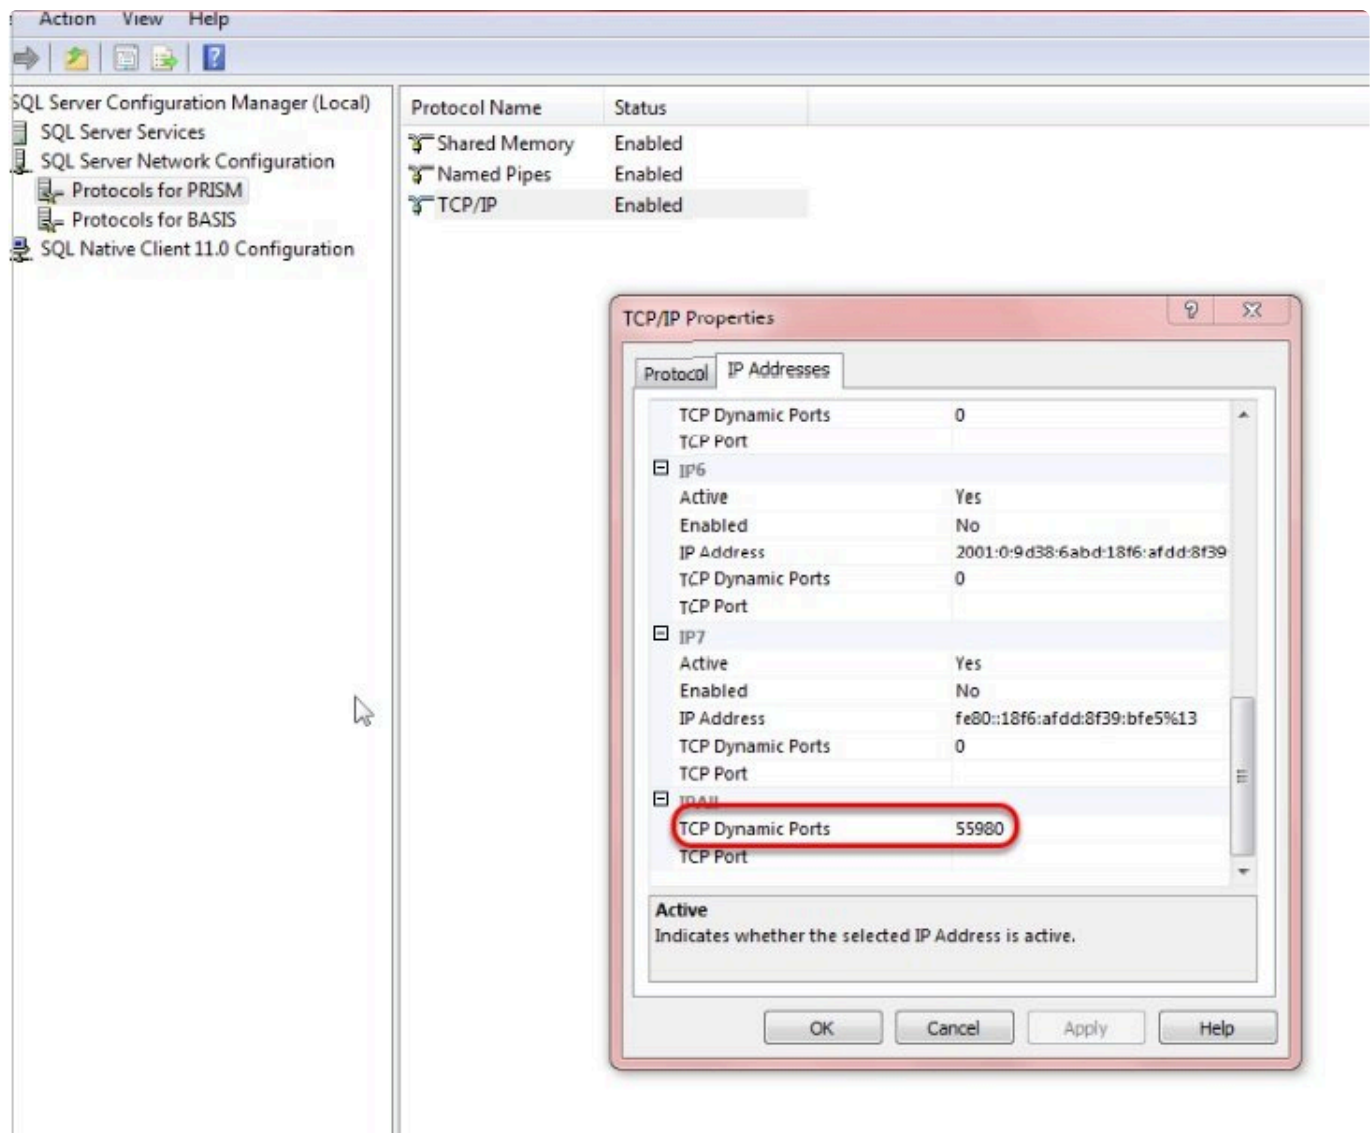 Action View Help
SQL Server Configuration Manager (Local)
SQL Server Services
SQL Server Network Configuration
Protocols for PRISM
Protocols for BASIS
SQL Native Client 11.0 Configuration
Protocol Name Status
Shared Memory Enabled
Named Pipes Enabled
TCP/IP Enabled
TCP/IP Properties
Protocol IP Addresses
TCP Dynamic Ports 0
TCP Port
IP6
Active Yes
Enabled No
IP Address 2001:0:9d38:6abd:18f6:afdd:8f39
TCP Dynamic Ports 0
TCP Port
IP7
Active Yes
Enabled No
IP Address fe80::18f6:afdd:8f39:bfe5%13
TCP Dynamic Ports 0
TCP Port
IPAll
TCP Dynamic Ports 55980
TCP Port
Active
Indicates whether the selected IP Address is active.
OK Cancel Apply Help